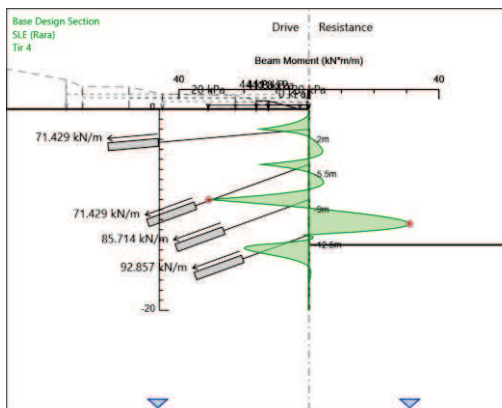 Base Design Section
SLE (Rara)
Tir 4
Drive Resistance
Beam Moment (kN*m/m)
40 20 kPa 20 kPa 40
0 kPa
0
71.429 kN/m
-2m
-5.5m
71.429 kN/m
-9m
85.714 kN/m
-12.5m
92.857 kN/m
-20